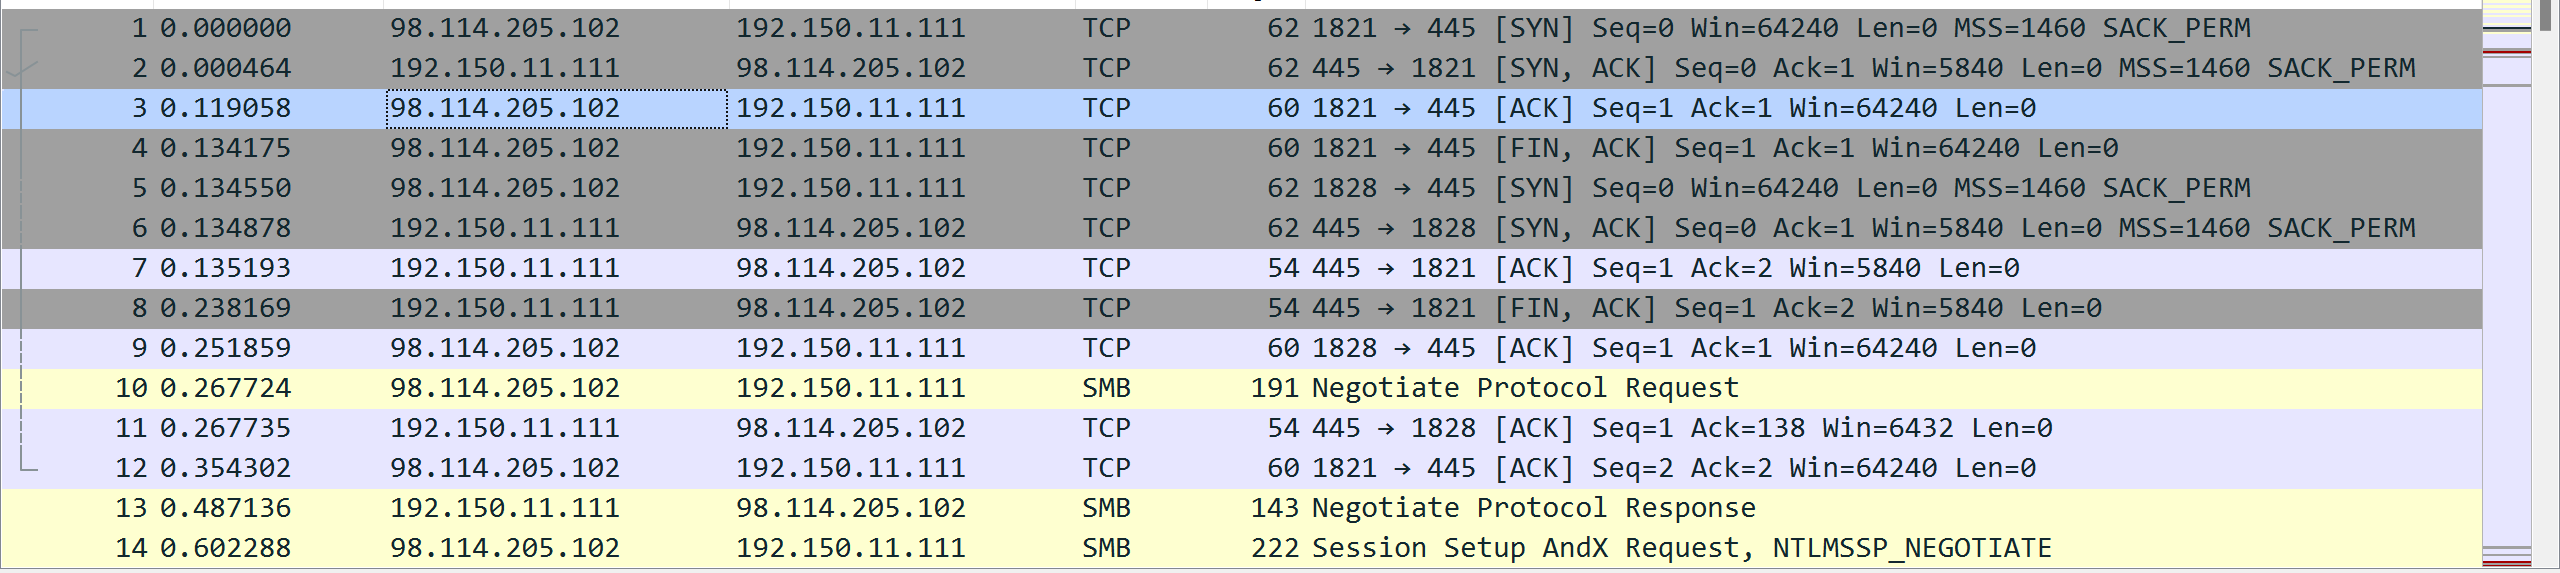 1 0.000000 98.114.205.102 192.150.11.111 TCP 62 1821 → 445 [SYN] Seq=0 Win=64240 Len=0 MSS=1460 SACK_PERM
2 0.000464 192.150.11.111 98.114.205.102 TCP 62 445 → 1821 [SYN, ACK] Seq=0 Ack=1 Win=5840 Len=0 MSS=1460 SACK_PERM
3 0.119058 98.114.205.102 192.150.11.111 TCP 60 1821 → 445 [ACK] Seq=1 Ack=1 Win=64240 Len=0
4 0.134175 98.114.205.102 192.150.11.111 TCP 60 1821 → 445 [FIN, ACK] Seq=1 Ack=1 Win=64240 Len=0
5 0.134550 98.114.205.102 192.150.11.111 TCP 62 1828 → 445 [SYN] Seq=0 Win=64240 Len=0 MSS=1460 SACK_PERM
6 0.134878 192.150.11.111 98.114.205.102 TCP 62 445 → 1828 [SYN, ACK] Seq=0 Ack=1 Win=5840 Len=0 MSS=1460 SACK_PERM
7 0.135193 192.150.11.111 98.114.205.102 TCP 54 445 → 1821 [ACK] Seq=1 Ack=2 Win=5840 Len=0
8 0.238169 192.150.11.111 98.114.205.102 TCP 54 445 → 1821 [FIN, ACK] Seq=1 Ack=2 Win=5840 Len=0
9 0.251859 98.114.205.102 192.150.11.111 TCP 60 1828 → 445 [ACK] Seq=1 Ack=1 Win=64240 Len=0
10 0.267724 98.114.205.102 192.150.11.111 SMB 191 Negotiate Protocol Request
11 0.267735 192.150.11.111 98.114.205.102 TCP 54 445 → 1828 [ACK] Seq=1 Ack=138 Win=6432 Len=0
12 0.354302 98.114.205.102 192.150.11.111 TCP 60 1821 → 445 [ACK] Seq=2 Ack=2 Win=64240 Len=0
13 0.487136 192.150.11.111 98.114.205.102 SMB 143 Negotiate Protocol Response
14 0.602288 98.114.205.102 192.150.11.111 SMB 222 Session Setup AndX Request, NTLMSSP_NEGOTIATE